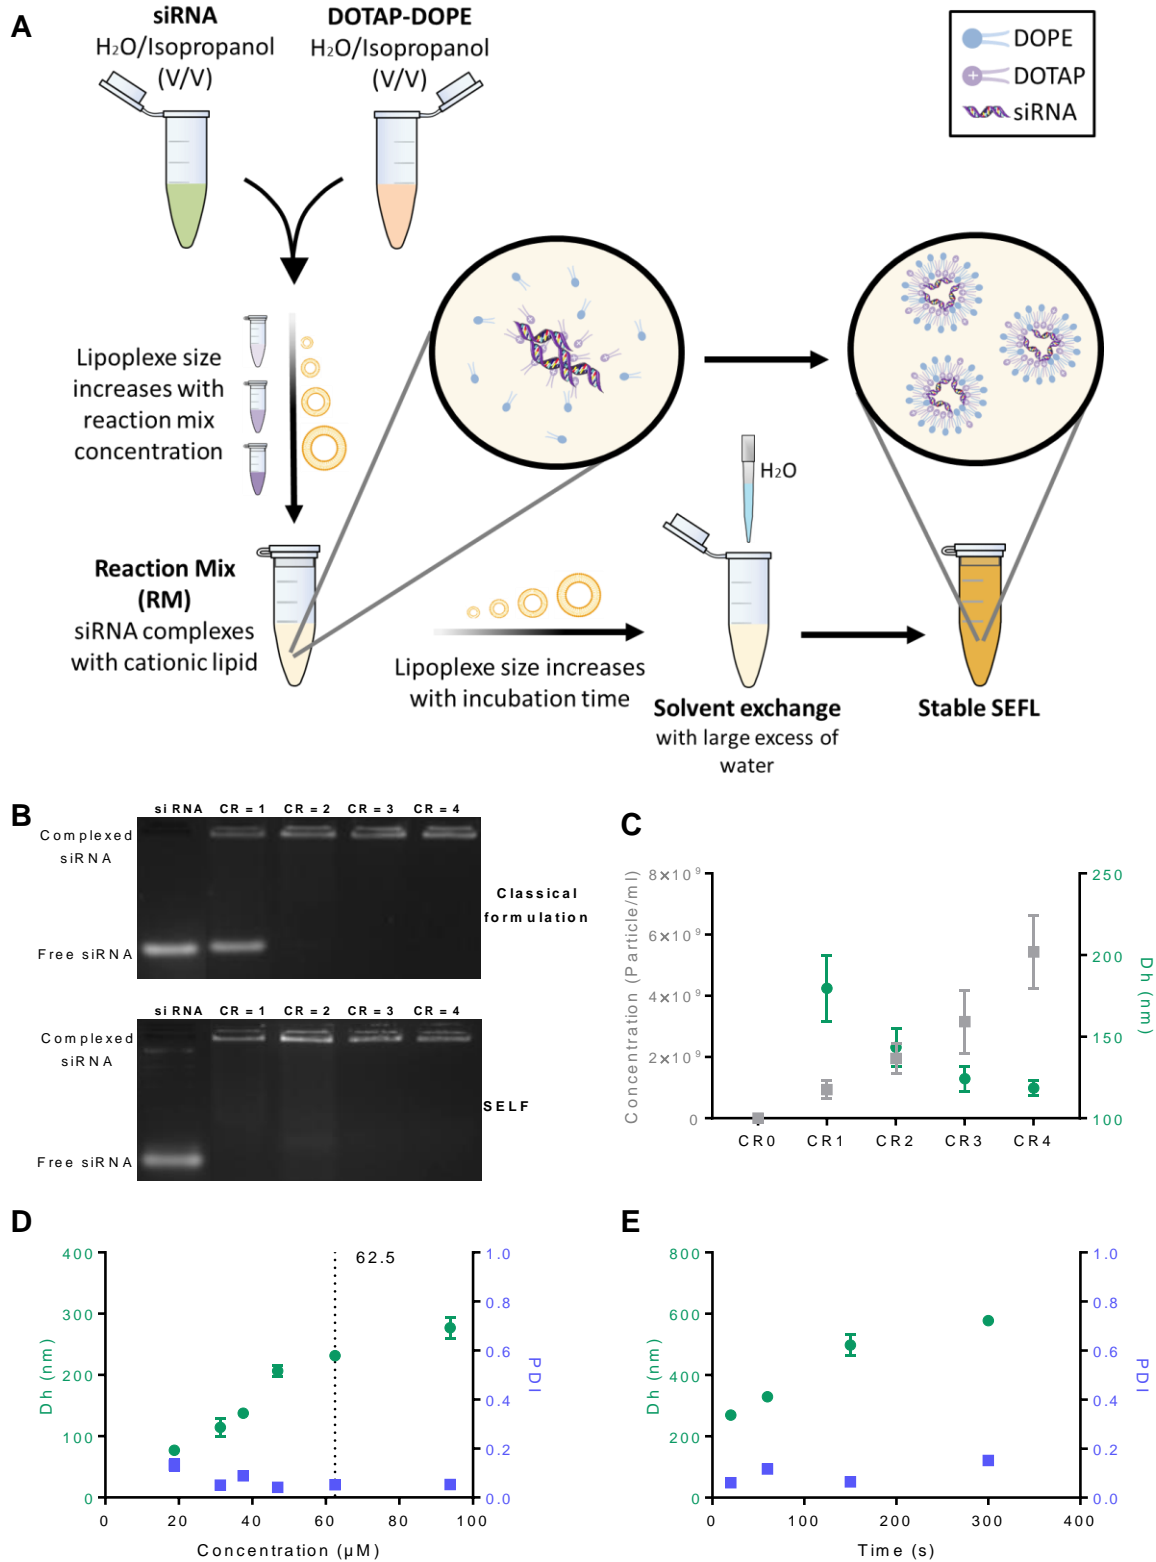 A
siRNA
H2O/Isopropanol
(V/V)
DOTAP-DOPE
H2O/Isopropanol
(V/V)
DOPE
DOTAP
siRNA
Lipoplexe size
increases with
reaction mix
concentration
H2O
Reaction Mix
(RM)
siRNA complexes
with cationic lipid
Lipoplexe size increases
with incubation time
Solvent exchange
with large excess of
water
Stable SEFL
B
siRNA CR = 1 CR = 2 CR = 3 CR = 4
Complexed
siRNA
Classical
formulation
Free siRNA
siRNA CR = 1 CR = 2 CR = 3 CR = 4
Complexed
siRNA
SELF
Free siRNA
C
Concentration (Particle/ml)
8×10⁹
6×10⁹
4×10⁹
2×10⁹
0
250
200
150
100
Dh (nm)
CR0 CR1 CR2 CR3 CR4
D
Dh (nm)
400
300
200
100
0
62.5
1.0
0.8
0.6
0.4
0.2
0.0
PDI
0 20 40 60 80 100
Concentration (µM)
E
Dh (nm)
800
600
400
200
0
1.0
0.8
0.6
0.4
0.2
0.0
PDI
0 100 200 300 400
Time (s)